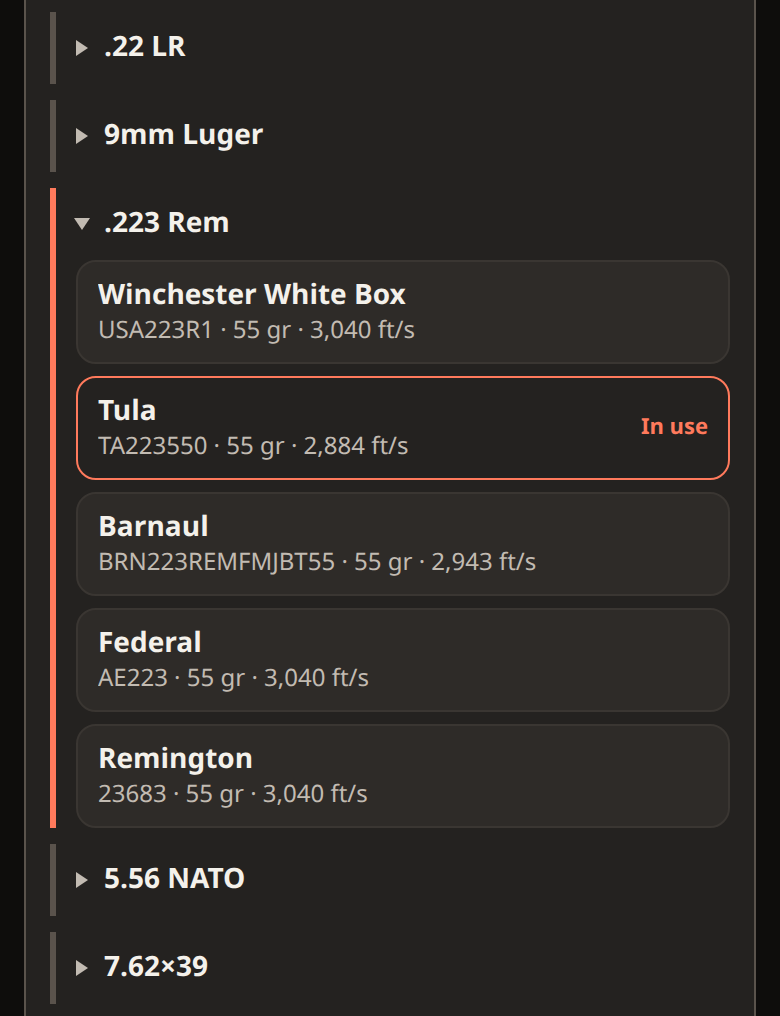 .22 LR
9mm Luger
.223 Rem
Winchester White Box
USA223R1 · 55 gr · 3,040 ft/s
Tula
TA223550 · 55 gr · 2,884 ft/s
In use
Barnaul
BRN223REMFMJBT55 · 55 gr · 2,943 ft/s
Federal
AE223 · 55 gr · 3,040 ft/s
Remington
23683 · 55 gr · 3,040 ft/s
5.56 NATO
7.62×39